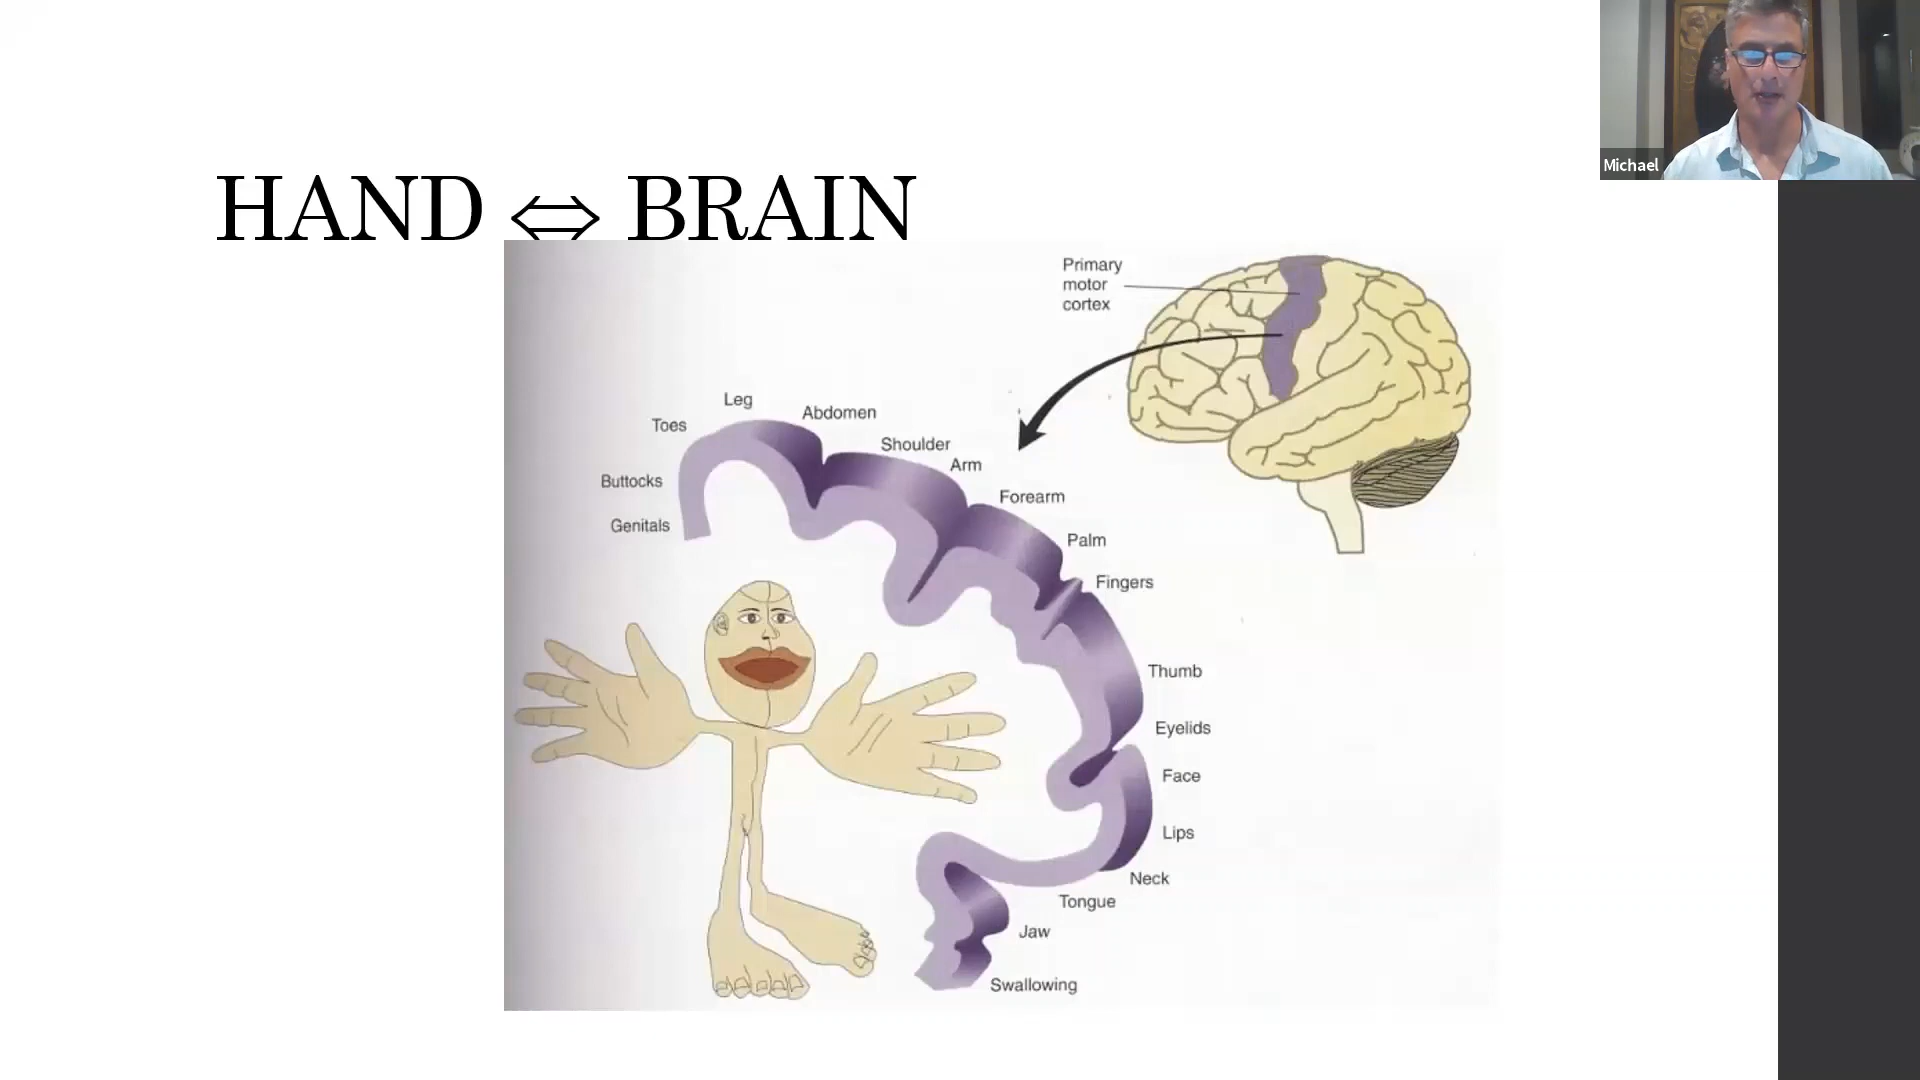 Michael
HAND ⇔ BRAIN
Primary
motor
cortex
Leg
Toes
Abdomen
Shoulder
Arm
Buttocks
Forearm
Genitals
Palm
Fingers
Thumb
Eyelids
Face
Lips
Neck
Tongue
Jaw
Swallowing